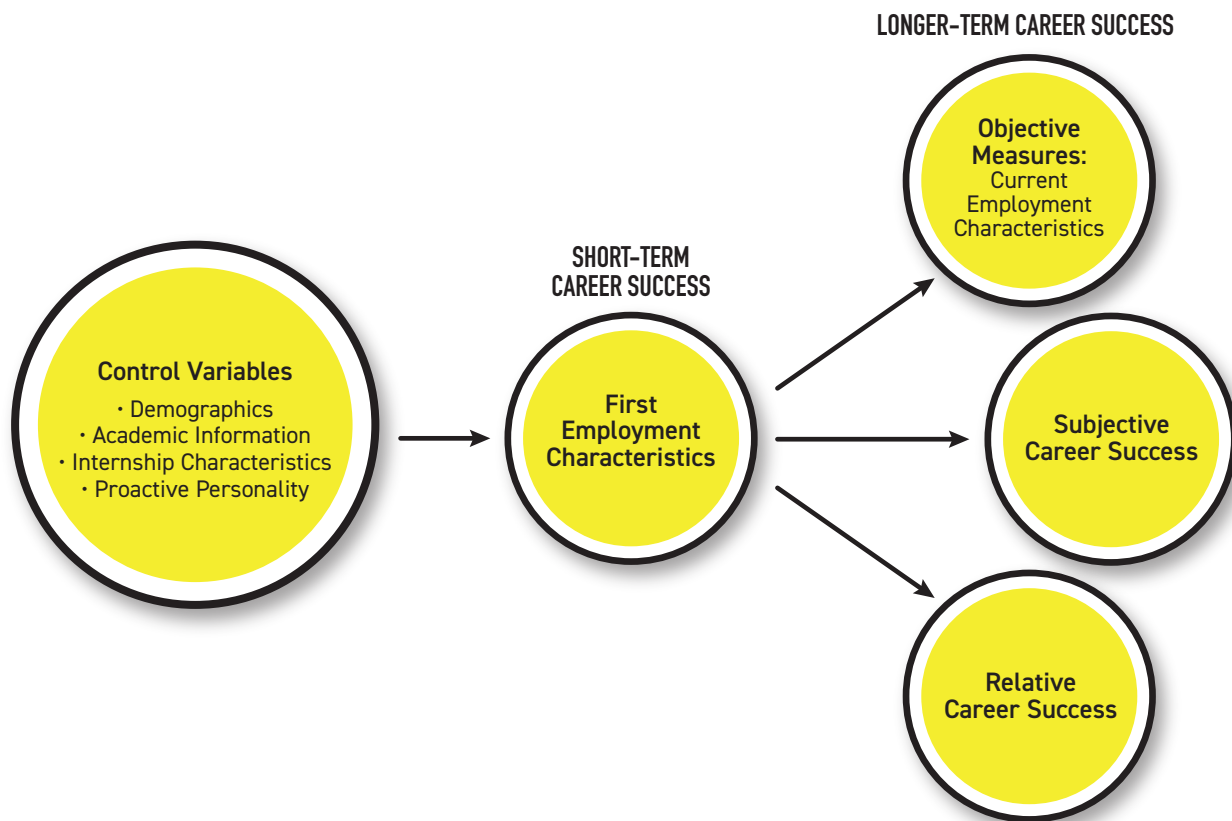 LONGER-TERM CAREER SUCCESS
Objective
Measures:
Current
Employment
Characteristics
SHORT-TERM
CAREER SUCCESS
Control Variables
· Demographics
· Academic Information
· Internship Characteristics
· Proactive Personality
First
Employment
Characteristics
Subjective
Career Success
Relative
Career Success